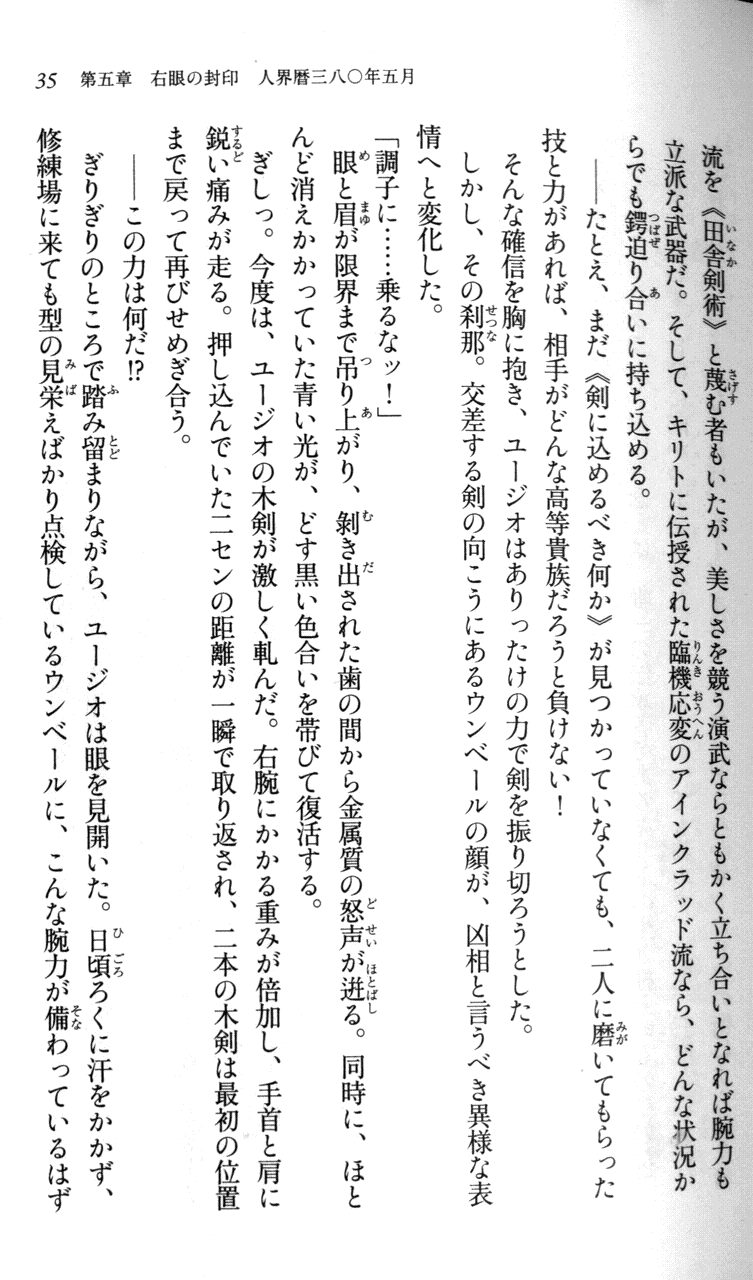 35　第五章　右眼の封印　人界暦三八〇年五月
流を《田舎剣術》と蔑む者もいたが、美しさを競う演武ならともかく立ち合いとなれば腕力も
立派な武器だ。そして、キリトに伝授された臨機応変のアインクラッド流なら、どんな状況か
らでも鍔迫り合いに持ち込める。
――たとえ、まだ《剣に込めるべき何か》が見つかっていなくても、二人に磨いてもらった
技と力があれば、相手がどんな高等貴族だろうと負けない！
そんな確信を胸に抱き、ユージオはありったけの力で剣を振り切ろうとした。
しかし、その刹那。交差する剣の向こうにあるウンベールの顔が、凶相と言うべき異様な表
情へと変化した。
「調子に……乗るなッ！」
眼と眉が限界まで吊り上がり、剝き出された歯の間から金属質の怒声が迸る。同時に、ほと
んど消えかかっていた青い光が、どす黒い色合いを帯びて復活する。
ぎしっ。今度は、ユージオの木剣が激しく軋んだ。右腕にかかる重みが倍加し、手首と肩に
鋭い痛みが走る。押し込んでいた二センの距離が一瞬で取り返され、二本の木剣は最初の位置
まで戻って再びせめぎ合う。
――この力は何だ!?
ぎりぎりのところで踏み留まりながら、ユージオは眼を見開いた。日頃ろくに汗をかかず、
修練場に来ても型の見栄えばかり点検しているウンベールに、こんな腕力が備わっているはず